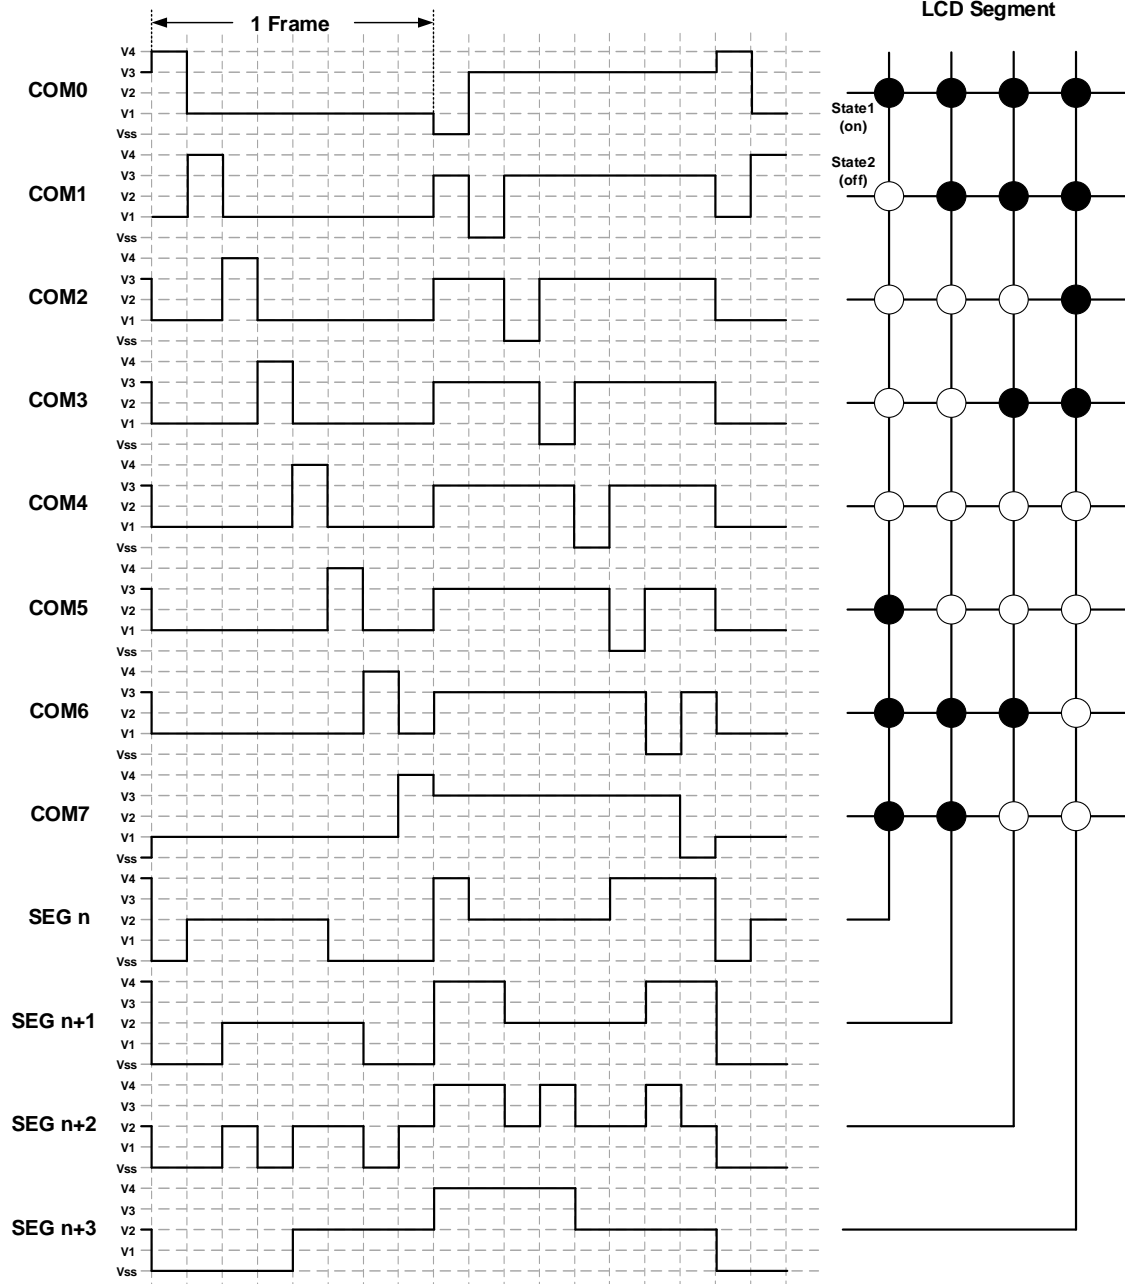 LCD Segment
1 Frame
COM0
V4
V3
V2
V1
Vss
State1
(on)
COM1
V4
V3
V2
V1
Vss
State2
(off)
COM2
V4
V3
V2
V1
Vss
COM3
V4
V3
V2
V1
Vss
COM4
V4
V3
V2
V1
Vss
COM5
V4
V3
V2
V1
Vss
COM6
V4
V3
V2
V1
Vss
COM7
V4
V3
V2
V1
Vss
SEG n
V4
V3
V2
V1
Vss
SEG n+1
V4
V3
V2
V1
Vss
SEG n+2
V4
V3
V2
V1
Vss
SEG n+3
V4
V3
V2
V1
Vss